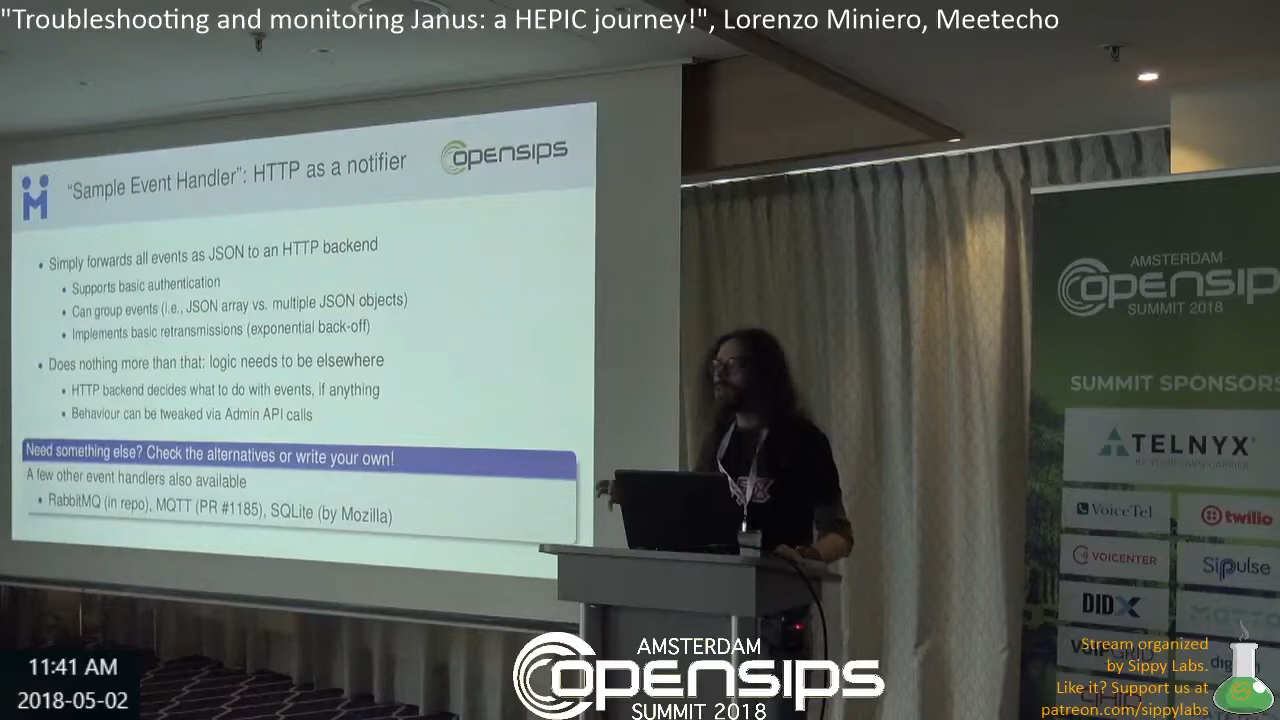 "Troubleshooting and monitoring Janus: a HEPIC journey!", Lorenzo Miniero, Meetecho
"Sample Event Handler": HTTP as a notifier
OPENSIPS
• Simply forwards all events as JSON to an HTTP backend
• Supports basic authentication
• Can group events (i.e., JSON array vs. multiple JSON objects)
• Implements basic retransmissions (exponential back-off)
• Does nothing more than that: logic needs to be elsewhere
• HTTP backend decides what to do with events, if anything
• Behaviour can be tweaked via Admin API calls
Need something else? Check the alternatives or write your own!
A few other event handlers also available
• RabbitMQ (in repo), MQTT (PR #1185), SQLite (by Mozilla)
AMSTERDAM
OPENSIP
SUMMIT 2018
SUMMIT SPONSORS
TELNYX
VoiceTel
twilio
VOICENTER
Sipulse
DIDX
11:41 AM
2018-05-02
AMSTERDAM
OPENSIPS
SUMMIT 2018
Stream organized
by Sippy Labs.
Like it? Support us at
patreon.com/sippylabs